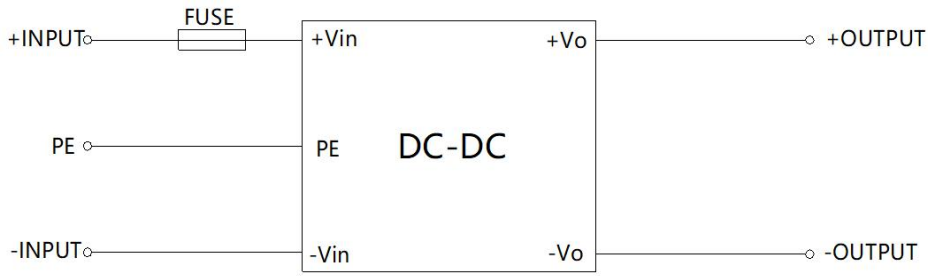 FUSE
+INPUT
+Vin
+Vo
+OUTPUT
PE
PE
DC-DC
-INPUT
-Vin
-Vo
-OUTPUT